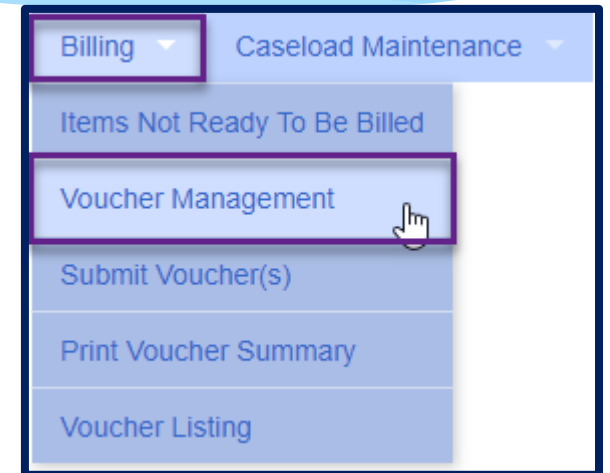 Billing Caseload Maintenance
Items Not Ready To Be Billed
Voucher Management
Submit Voucher(s)
Print Voucher Summary
Voucher Listing